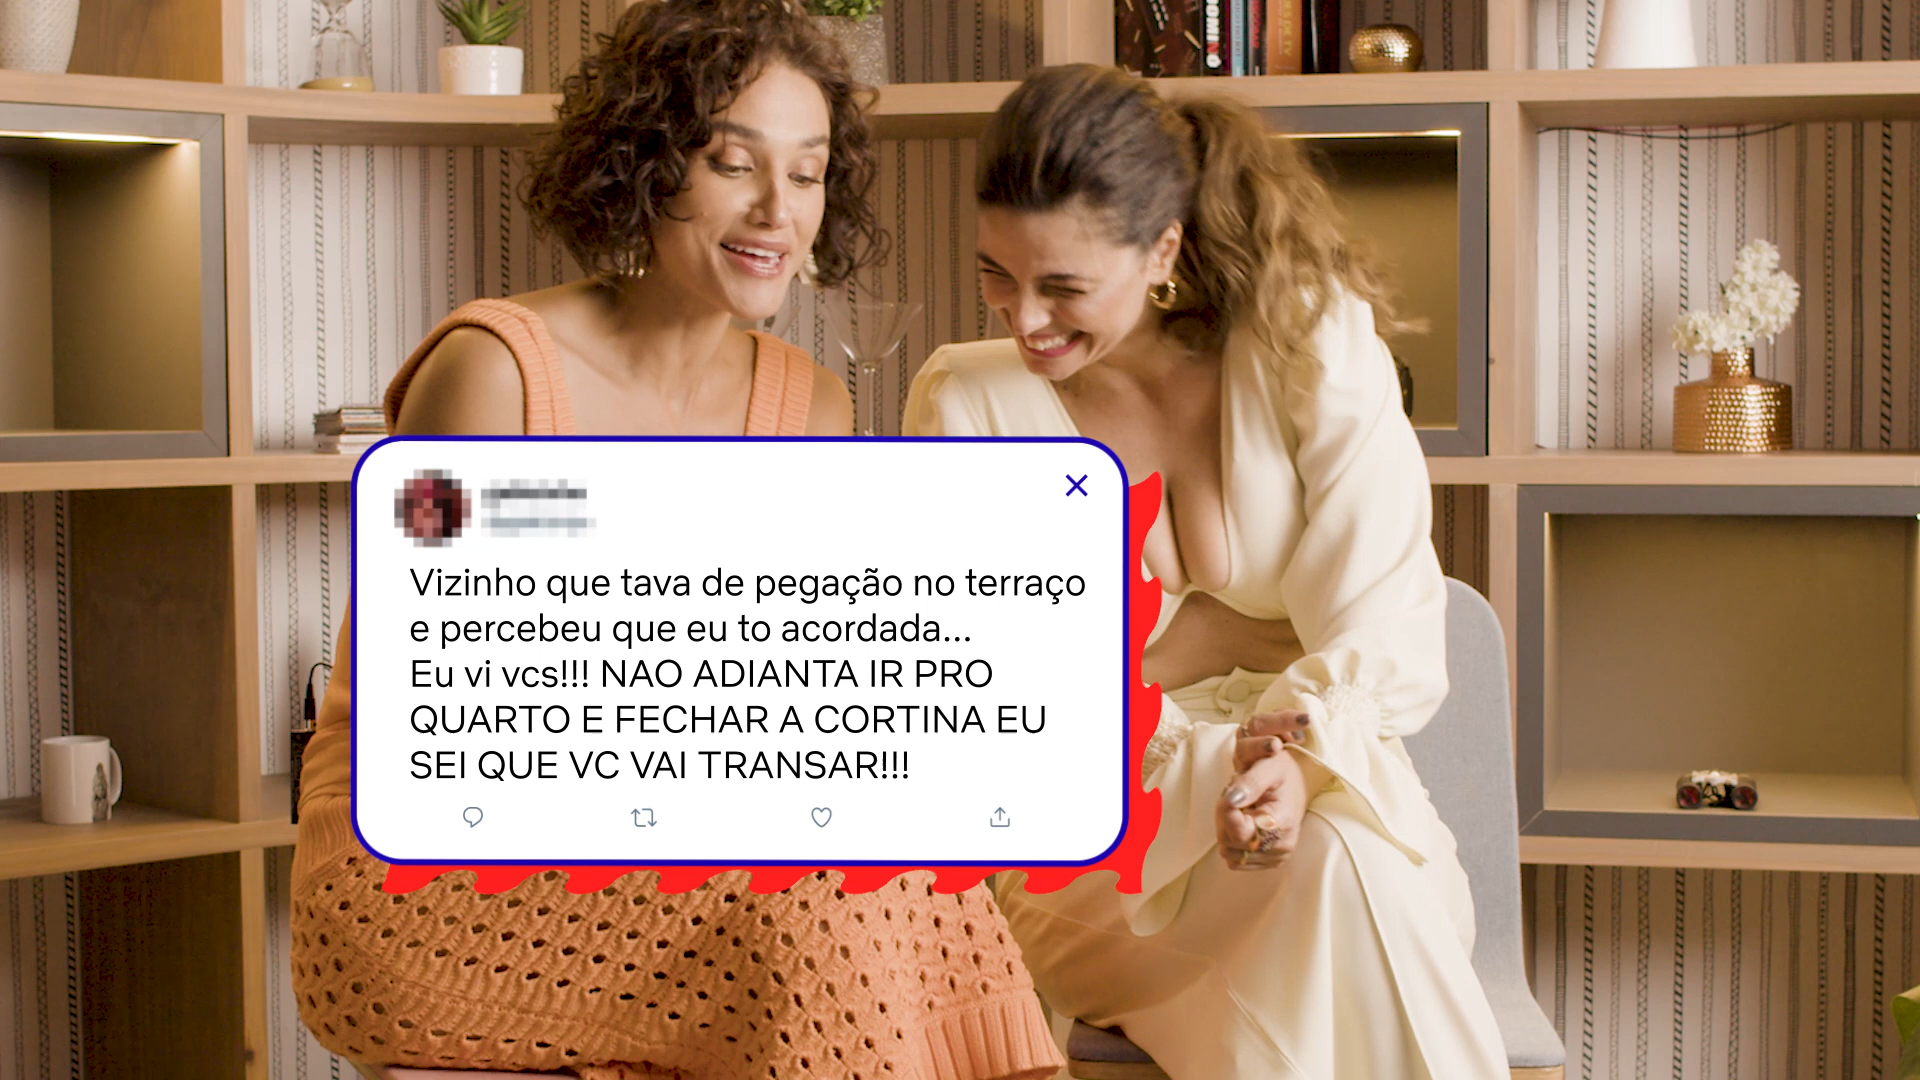 Vizinho que tava de pegação no terraço
e percebeu que eu to acordada...
Eu vi vcs!!! NAO ADIANTA IR PRO
QUARTO E FECHAR A CORTINA EU
SEI QUE VC VAI TRANSAR!!!